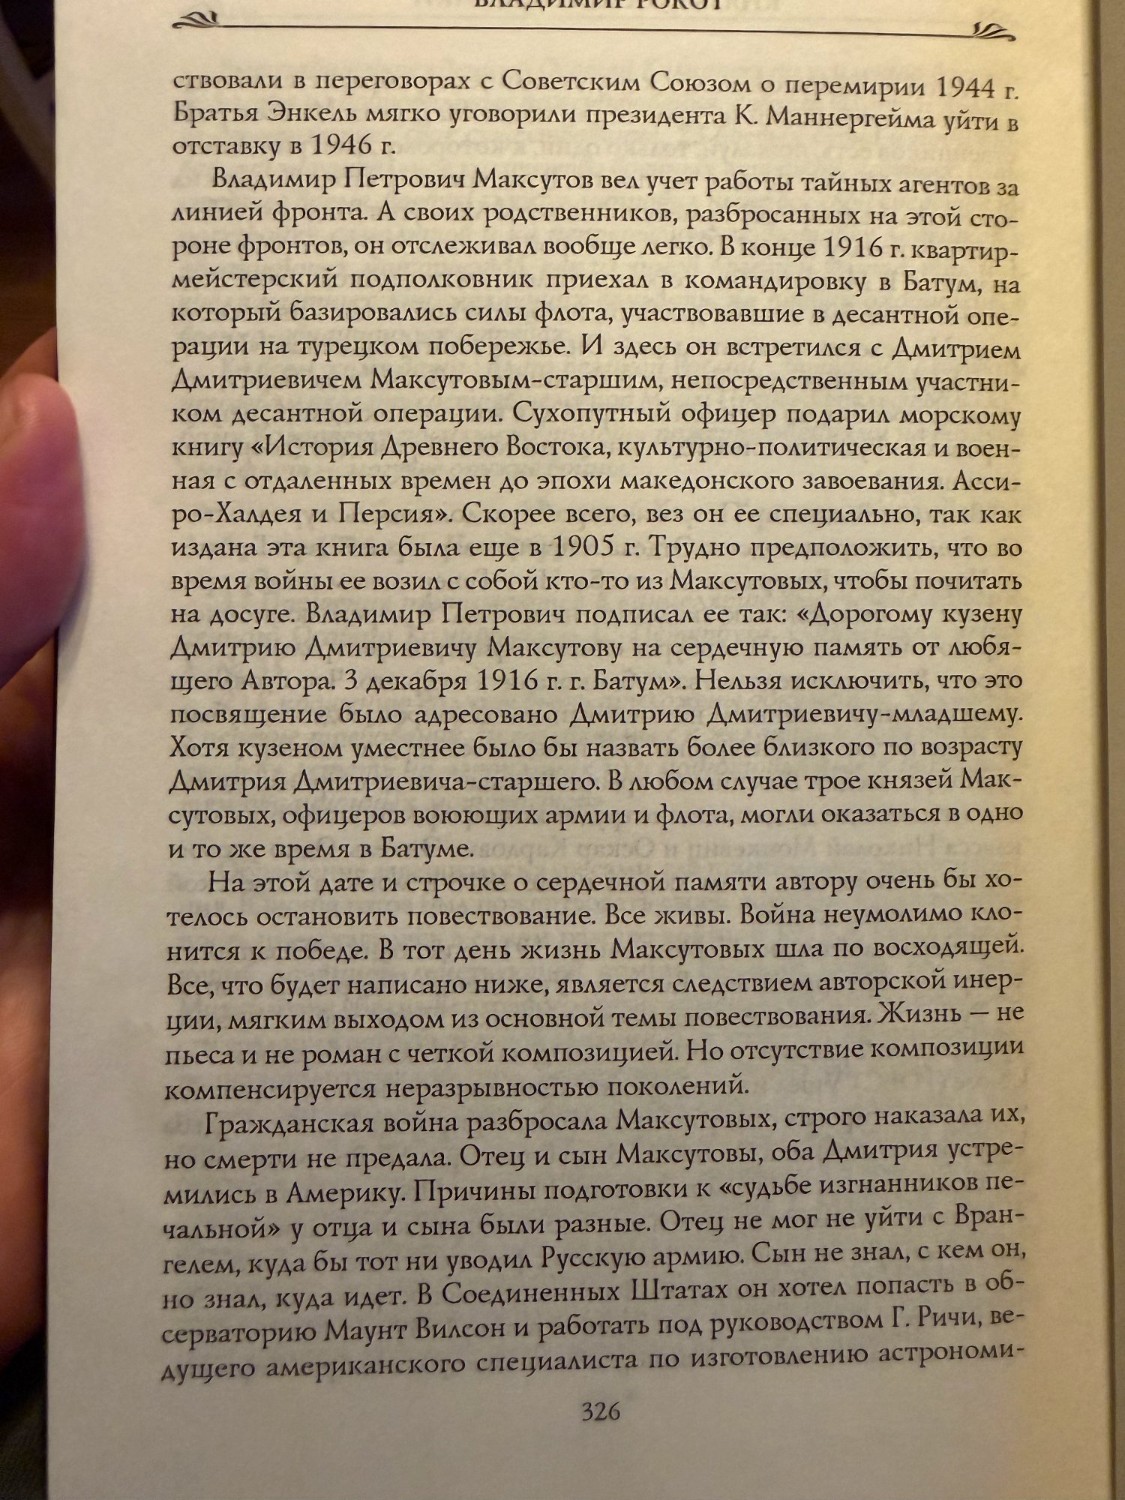 ВЛАДИМИР РОКОТ
ствовали в переговорах с Советским Союзом о перемирии 1944 г.
Братья Энкель мягко уговорили президента К. Маннергейма уйти в
отставку в 1946 г.
Владимир Петрович Максутов вел учет работы тайных агентов за
линией фронта. А своих родственников, разбросанных на этой сто-
роне фронтов, он отслеживал вообще легко. В конце 1916 г. квартир-
мейстерский подполковник приехал в командировку в Батум, на
который базировались силы флота, участвовавшие в десантной опе-
рации на турецком побережье. И здесь он встретился с Дмитрием
Дмитриевичем Максутовым-старшим, непосредственным участни-
ком десантной операции. Сухопутный офицер подарил морскому
книгу «История Древнего Востока, культурно-политическая и воен-
ная с отдаленных времен до эпохи македонского завоевания. Асси-
ро-Халдея и Персия». Скорее всего, вез он ее специально, так как
издана эта книга была еще в 1905 г. Трудно предположить, что во
время войны ее возил с собой кто-то из Максутовых, чтобы почитать
на досуге. Владимир Петрович подписал ее так: «Дорогому кузену
Дмитрию Дмитриевичу Максутову на сердечную память от любя-
щего Автора. 3 декабря 1916 г. г. Батум». Нельзя исключить, что это
посвящение было адресовано Дмитрию Дмитриевичу-младшему.
Хотя кузеном уместнее было бы назвать более близкого по возрасту
Дмитрия Дмитриевича-старшего. В любом случае трое князей Мак-
сутовых, офицеров воюющих армии и флота, могли оказаться в одно
и то же время в Батуме.
На этой дате и строчке о сердечной памяти автору очень бы хо-
телось остановить повествование. Все живы. Война неумолимо кло-
нится к победе. В тот день жизнь Максутовых шла по восходящей.
Все, что будет написано ниже, является следствием авторской инер-
ции, мягким выходом из основной темы повествования. Жизнь — не
пьеса и не роман с четкой композицией. Но отсутствие композиции
компенсируется неразрывностью поколений.
Гражданская война разбросала Максутовых, строго наказала их,
но смерти не предала. Отец и сын Максутовы, оба Дмитрия устре-
мились в Америку. Причины подготовки к «судьбе изгнанников пе-
чальной» у отца и сына были разные. Отец не мог не уйти с Вран-
гелем, куда бы тот ни уводил Русскую армию. Сын не знал, с кем он,
но знал, куда идет. В Соединенных Штатах он хотел попасть в об-
серваторию Маунт Вилсон и работать под руководством Г. Ричи, ве-
дущего американского специалиста по изготовлению астрономи-
326